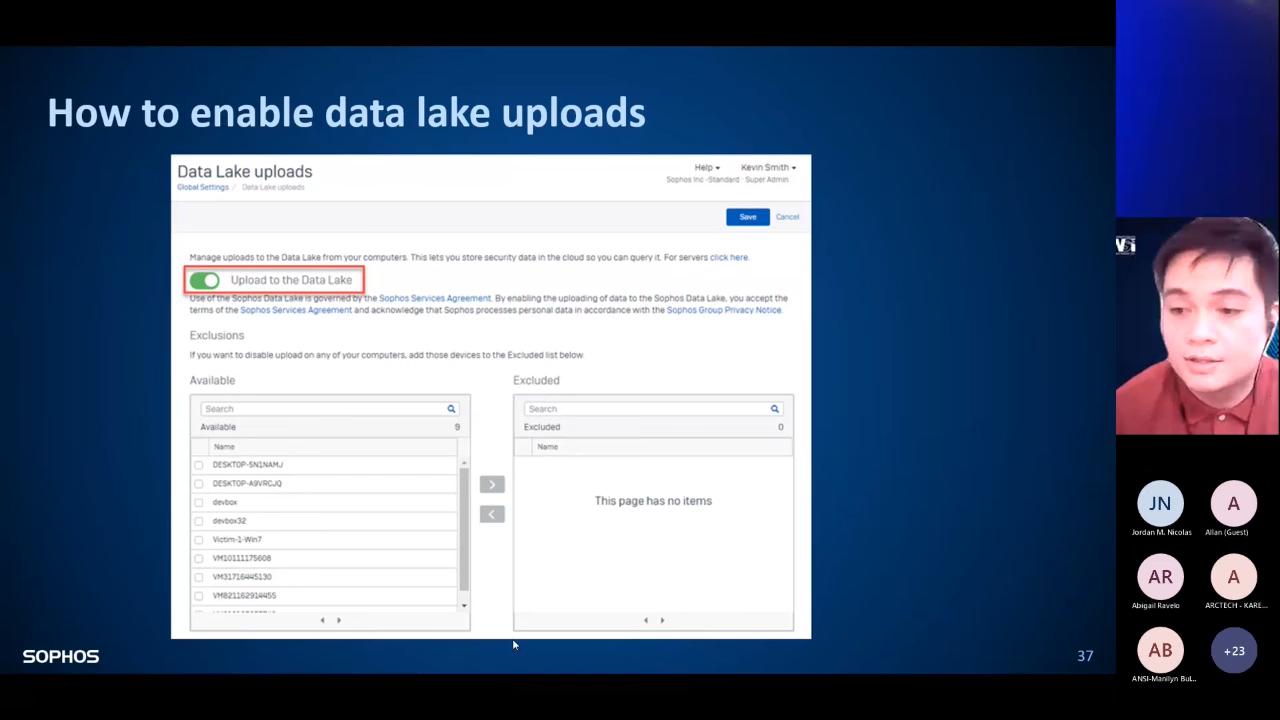 How to enable data lake uploads
Data Lake uploads
Help
Kevin Smith
Global Settings / Data Lake uploads
Sophos Inc -Standard · Super Admin
Save
Cancel
Manage uploads to the Data Lake from your computers. This lets you store security data in the cloud so you can query it. For servers click here.
Upload to the Data Lake
Use of the Sophos Data Lake is governed by the Sophos Services Agreement. By enabling the uploading of data to the Sophos Data Lake, you accept the
terms of the Sophos Services Agreement and acknowledge that Sophos processes personal data in accordance with the Sophos Group Privacy Notice.
Exclusions
If you want to disable upload on any of your computers, add those devices to the Excluded list below.
Available
Search
Available 9
Name
DESKTOP-5N1NAMJ
DESKTOP-A9VRCJQ
devbox
devbox32
Victim-1-Win7
VM10111175608
VM31716445130
VM821162914455
Excluded
Search
Excluded 0
Name
This page has no items
SOPHOS
37
JN
Jordan M. Nicolas
A
Allan (Guest)
AR
Abigail Ravelo
A
ARCTECH - KARE...
AB
ANSI-Manilyn Bul...
+23